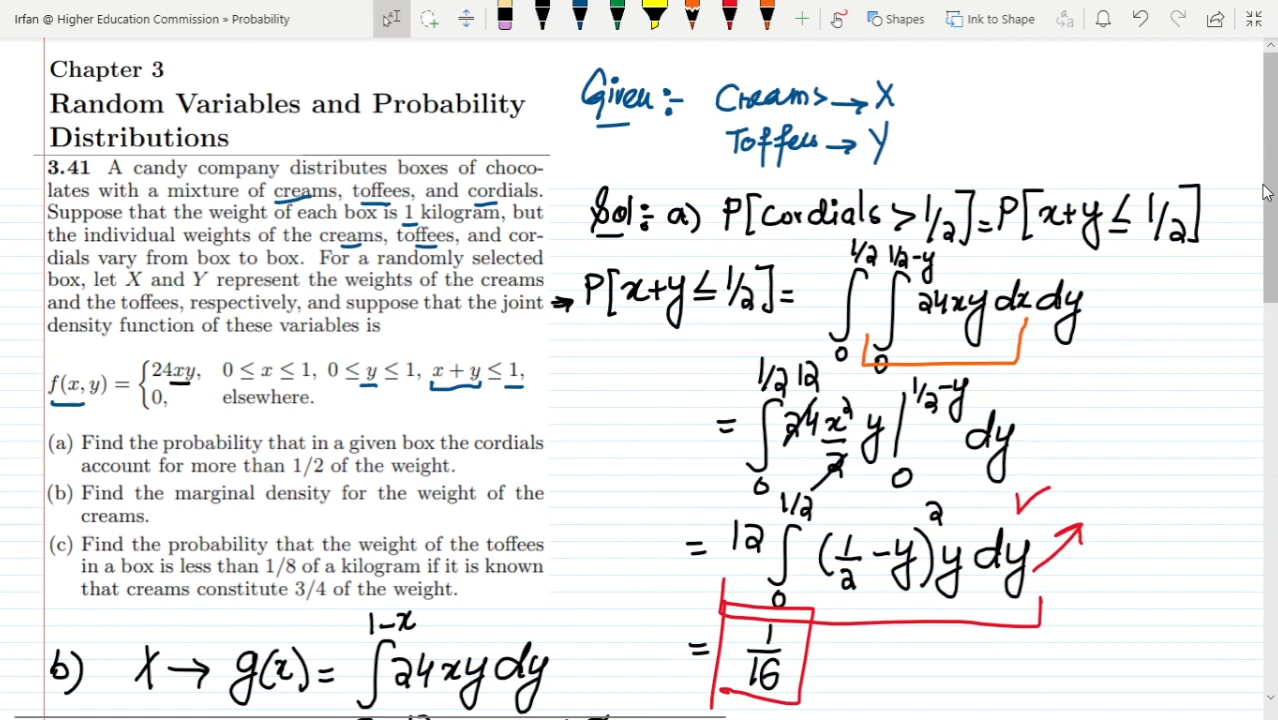 Irfan @ Higher Education Commission » Probability
Shapes
Ink to Shape
Chapter 3
Random Variables and Probability
Distributions
3.41 A candy company distributes boxes of choco-
lates with a mixture of creams, toffees, and cordials.
Suppose that the weight of each box is 1 kilogram, but
the individual weights of the creams, toffees, and cor-
dials vary from box to box. For a randomly selected
box, let X and Y represent the weights of the creams
and the toffees, respectively, and suppose that the joint
density function of these variables is
f(x, y) = { 24xy, 0 ≤ x ≤ 1, 0 ≤ y ≤ 1, x + y ≤ 1,
0, elsewhere.
(a) Find the probability that in a given box the cordials
account for more than 1/2 of the weight.
(b) Find the marginal density for the weight of the
creams.
(c) Find the probability that the weight of the toffees
in a box is less than 1/8 of a kilogram if it is known
that creams constitute 3/4 of the weight.
b) X → g(x) = ∫^{1-x} 24xy dy
Given:- Creams → X
Toffees → Y
Sol:- a) P[cordials > 1/2] = P[x+y ≤ 1/2]
→ P[x+y ≤ 1/2] = ∫_0^{1/2} ∫_0^{1/2-y} 24xy dx dy
= ∫_0^{1/2} 24 x²/2 y |_0^{1/2-y} dy
12
= 12 ∫_0^{1/2} (1/2 - y)² y dy ✓
= 1/16